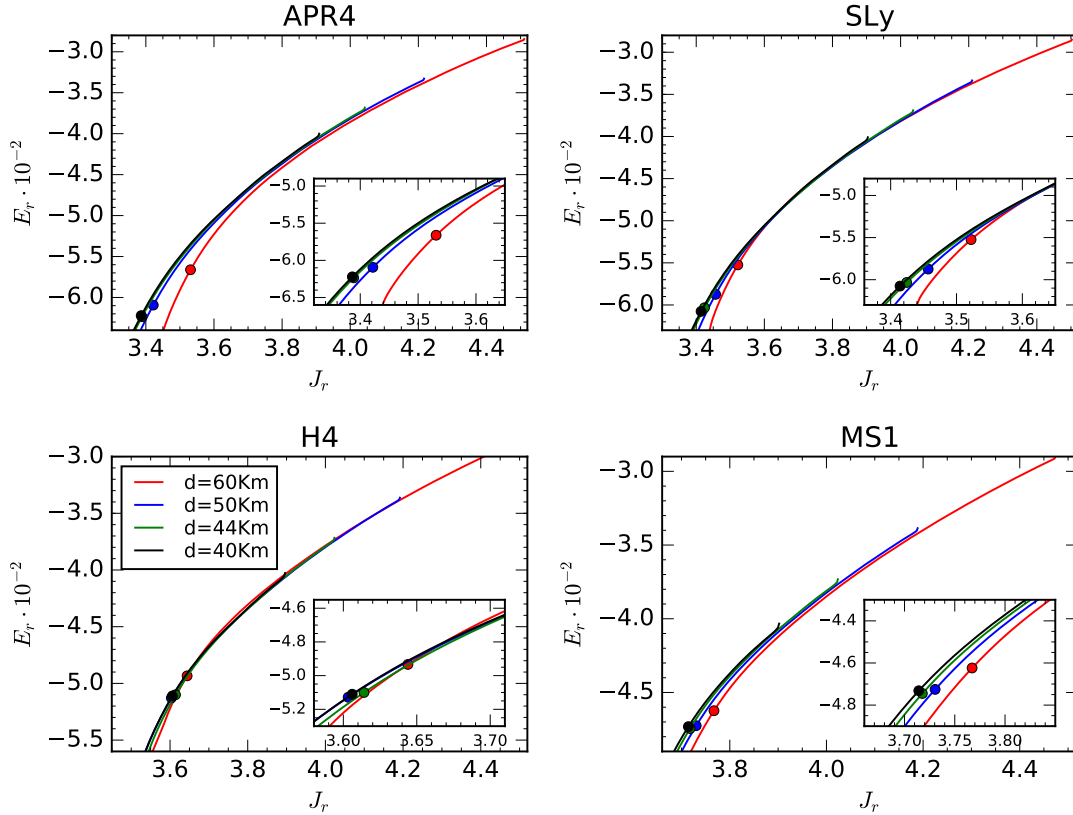 APR4
−3.0
−3.5
−4.0
−4.5
−5.0
−5.5
−6.0
E_r · 10^−2
3.4 3.6 3.8 4.0 4.2 4.4
J_r
−5.0
−5.5
−6.0
−6.5
3.4 3.5 3.6
SLy
−3.0
−3.5
−4.0
−4.5
−5.0
−5.5
−6.0
E_r · 10^−2
3.4 3.6 3.8 4.0 4.2 4.4
J_r
−5.0
−5.5
−6.0
3.4 3.5 3.6
H4
−3.0
−3.5
−4.0
−4.5
−5.0
−5.5
E_r · 10^−2
3.6 3.8 4.0 4.2 4.4
J_r
d=60Km
d=50Km
d=44Km
d=40Km
−4.6
−4.8
−5.0
−5.2
3.60 3.65 3.70
MS1
−3.0
−3.5
−4.0
−4.5
E_r · 10^−2
3.8 4.0 4.2 4.4
J_r
−4.4
−4.6
−4.8
3.70 3.75 3.80